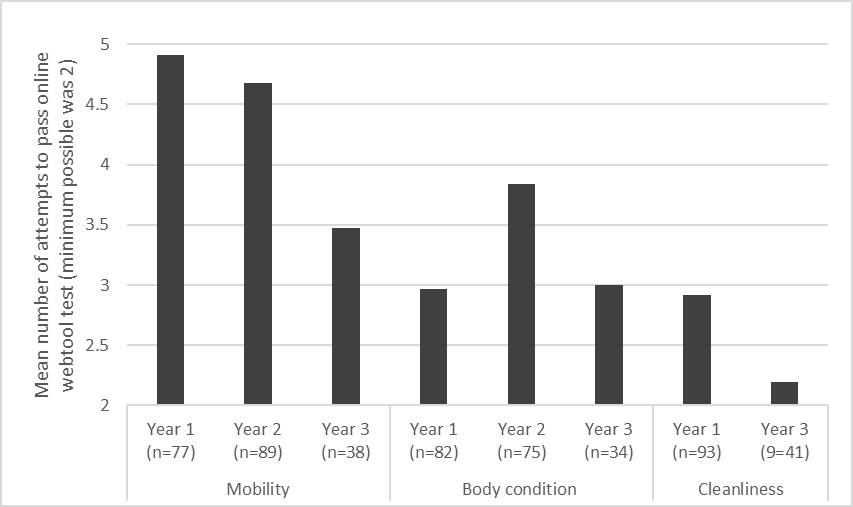 Mean number of attempts to pass online
webtool test (minimum possible was 2)
5
4.5
4
3.5
3
2.5
2
Year 1
(n=77)
Year 2
(n=89)
Year 3
(n=38)
Year 1
(n=82)
Year 2
(n=75)
Year 3
(n=34)
Year 1
(n=93)
Year 3
(9=41)
Mobility
Body condition
Cleanliness